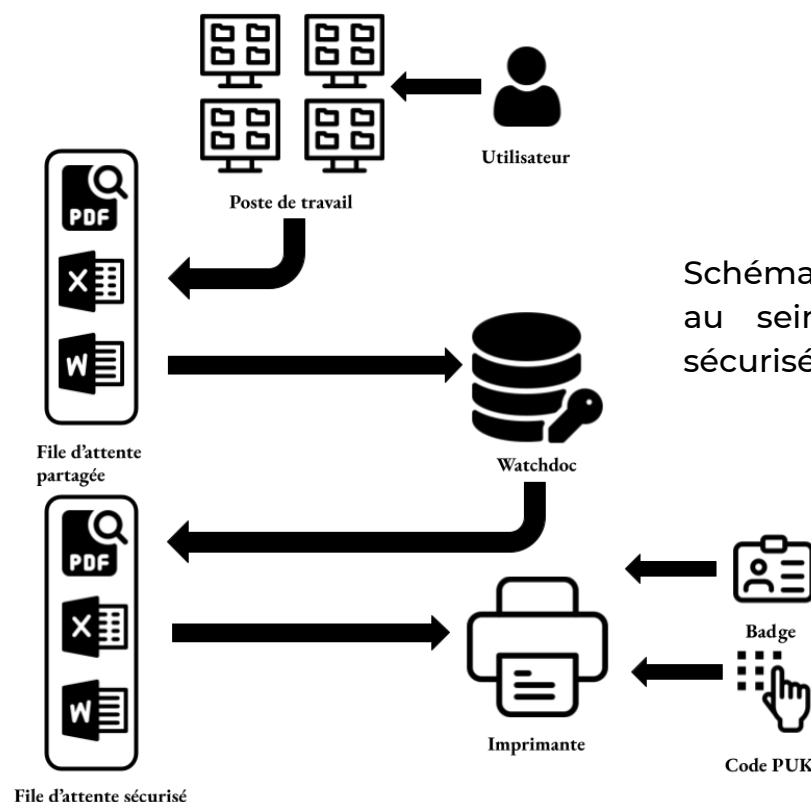 Utilisateur
Poste de travail
PDF
X
W
File d'attente
partagée
Schéma
au sein
sécurisé
Watchdoc
PDF
X
W
File d'attente sécurisé
Imprimante
Badge
Code PUK